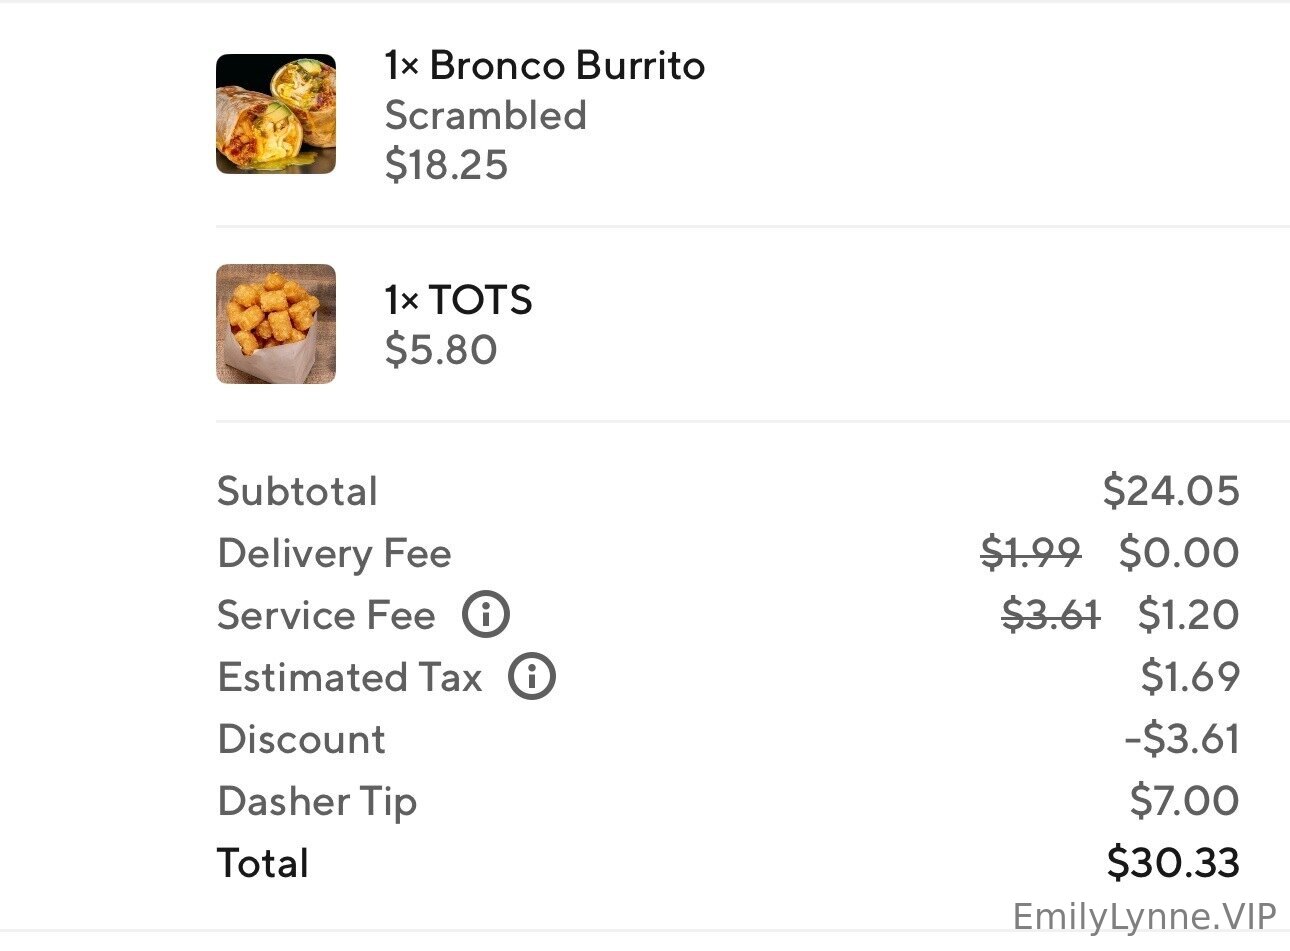 1× Bronco Burrito
Scrambled
$18.25
1× TOTS
$5.80
Subtotal $24.05
Delivery Fee $1.99 $0.00
Service Fee $3.61 $1.20
Estimated Tax $1.69
Discount -$3.61
Dasher Tip $7.00
Total $30.33
EmilyLynne.VIP